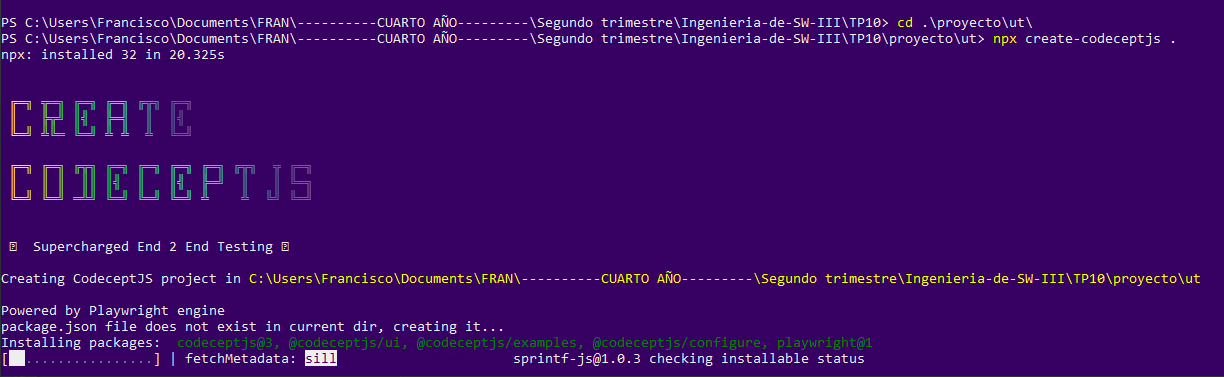 PS C:\Users\Francisco\Documents\FRAN\----------CUARTO AÑO---------\Segundo trimestre\Ingenieria-de-SW-III\TP10> cd .\proyecto\ut\
PS C:\Users\Francisco\Documents\FRAN\----------CUARTO AÑO---------\Segundo trimestre\Ingenieria-de-SW-III\TP10\proyecto\ut> npx create-codeceptjs .
npx: installed 32 in 20.325s
CREATE
CODECEPTJS
Supercharged End 2 End Testing
Creating CodeceptJS project in C:\Users\Francisco\Documents\FRAN\----------CUARTO AÑO---------\Segundo trimestre\Ingenieria-de-SW-III\TP10\proyecto\ut
Powered by Playwright engine
package.json file does not exist in current dir, creating it...
Installing packages:  codeceptjs@3, @codeceptjs/ui, @codeceptjs/examples, @codeceptjs/configure, playwright@1
[  ................] | fetchMetadata: sill sprintf-js@1.0.3 checking installable status